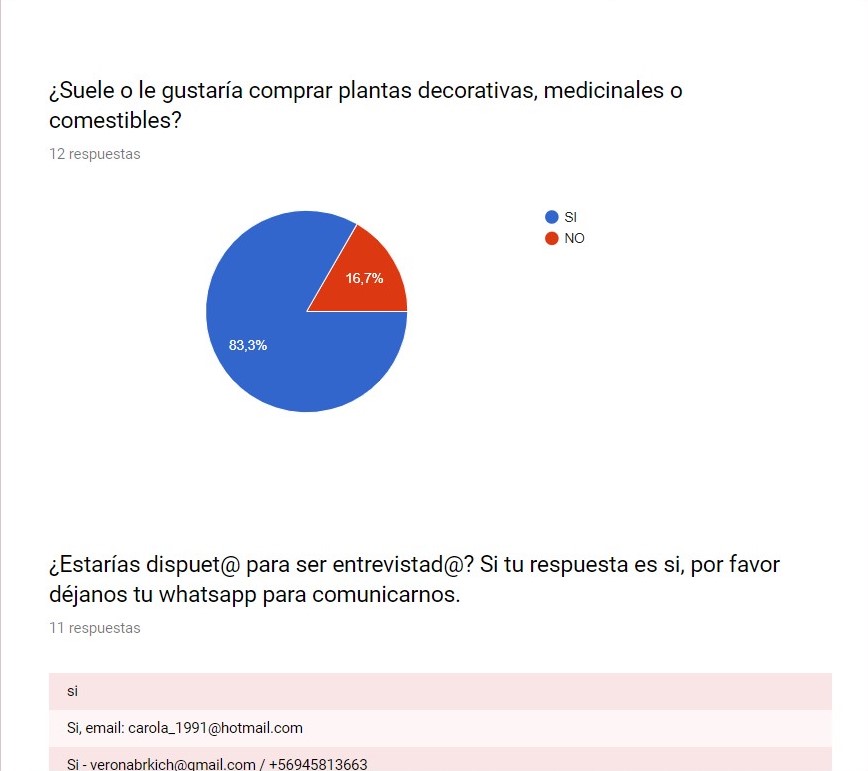 ¿Suele o le gustaría comprar plantas decorativas, medicinales o
comestibles?
12 respuestas
SI
NO
16,7%
83,3%
¿Estarías dispuet@ para ser entrevistad@? Si tu respuesta es si, por favor
déjanos tu whatsapp para comunicarnos.
11 respuestas
si
Si, email: carola_1991@hotmail.com
Si - veronabrkich@gmail.com / +56945813663